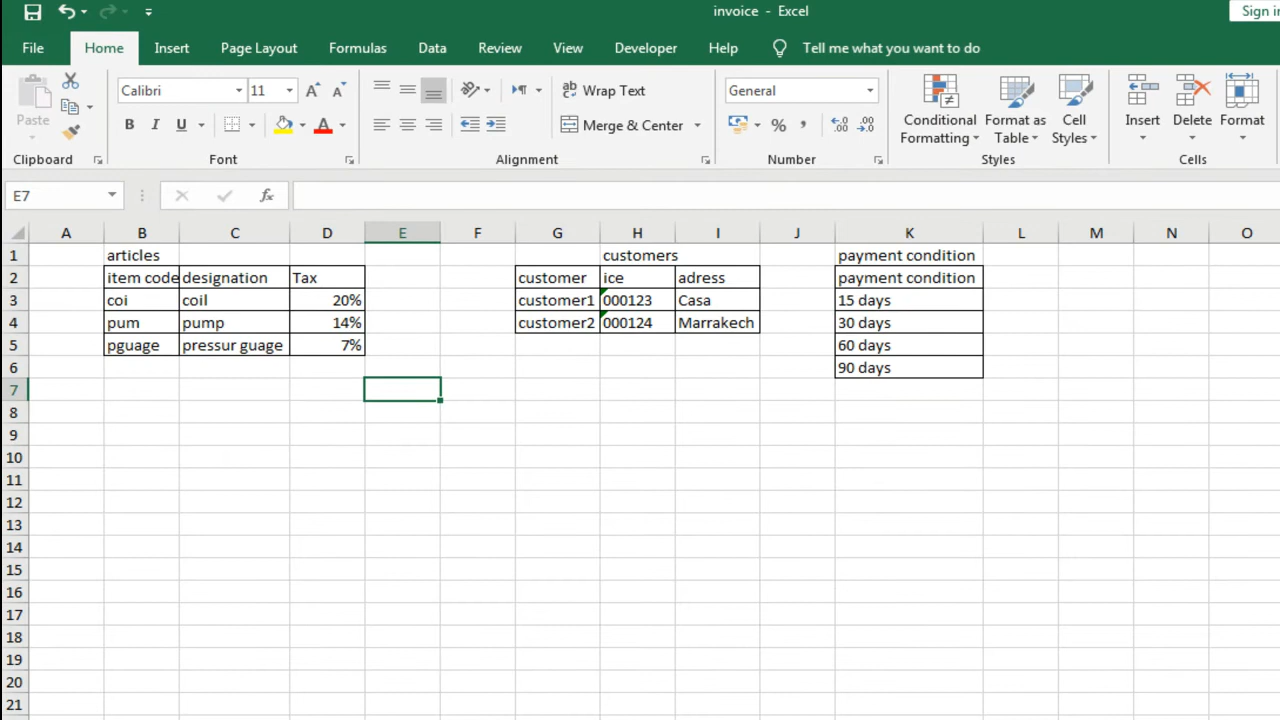 invoice - Excel
Sign in
File Home Insert Page Layout Formulas Data Review View Developer Help Tell me what you want to do
Paste
Calibri 11
Wrap Text
General
Merge & Center
Conditional Formatting
Format as Table
Cell Styles
Insert Delete Format
Clipboard Font Alignment Number Styles Cells
E7 fx
A B C D E F G H I J K L M N O
1 articles customers payment condition
2 item code designation Tax customer ice adress payment condition
3 coi coil 20% customer1 000123 Casa 15 days
4 pum pump 14% customer2 000124 Marrakech 30 days
5 pguage pressur guage 7% 60 days
6 90 days
7
8
9
10
11
12
13
14
15
16
17
18
19
20
21